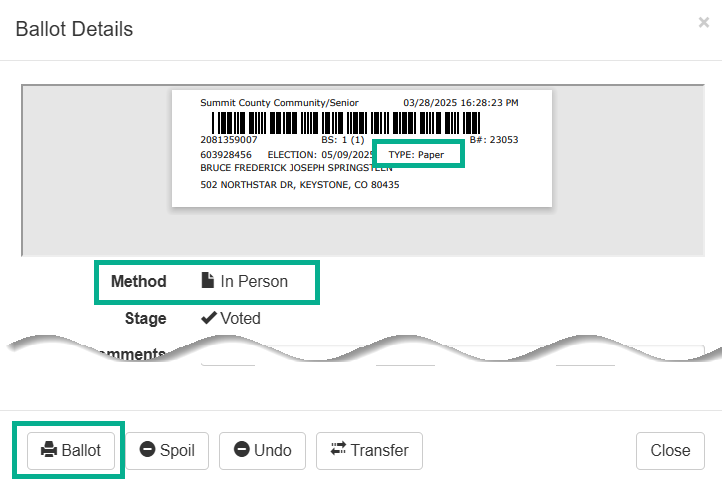 Ballot Details ×
Summit County Community/Senior 03/28/2025 16:28:23 PM
2081359007 BS: 1 (1) B#: 23053
603928456 ELECTION: 05/09/2025 TYPE: Paper
BRUCE FREDERICK JOSEPH SPRINGSTEEN
502 NORTHSTAR DR, KEYSTONE, CO 80435
Method In Person
Stage Voted
mments
Ballot Spoil Undo Transfer Close